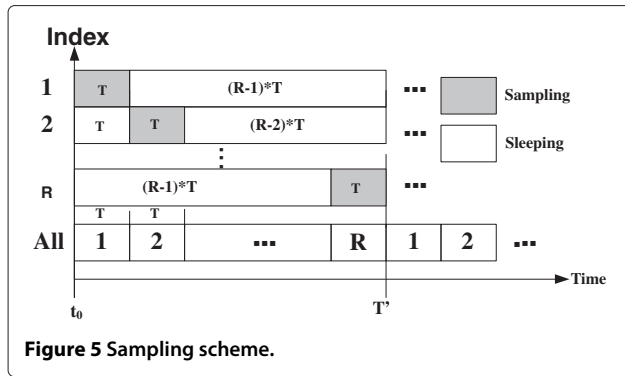 Index
1 T (R-1)*T ... Sampling
2 T T (R-2)*T ... Sleeping
R (R-1)*T T ...
T T
All 1 2 ... R 1 2 ...
Time
t0 T'
Figure 5 Sampling scheme.